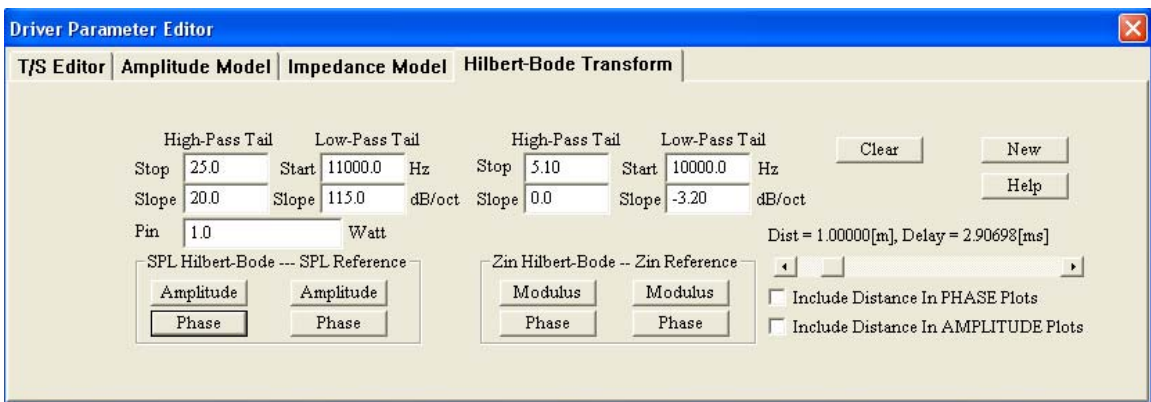 Driver Parameter Editor
T/S Editor Amplitude Model Impedance Model Hilbert-Bode Transform
High-Pass Tail Low-Pass Tail High-Pass Tail Low-Pass Tail Clear New
Stop 25.0 Start 11000.0 Hz Stop 5.10 Start 10000.0 Hz
Slope 20.0 Slope 115.0 dB/oct Slope 0.0 Slope -3.20 dB/oct Help
Pin 1.0 Watt Dist = 1.00000[m], Delay = 2.90698[ms]
SPL Hilbert-Bode --- SPL Reference Zin Hilbert-Bode -- Zin Reference
Amplitude Amplitude Modulus Modulus Include Distance In PHASE Plots
Phase Phase Phase Phase Include Distance In AMPLITUDE Plots